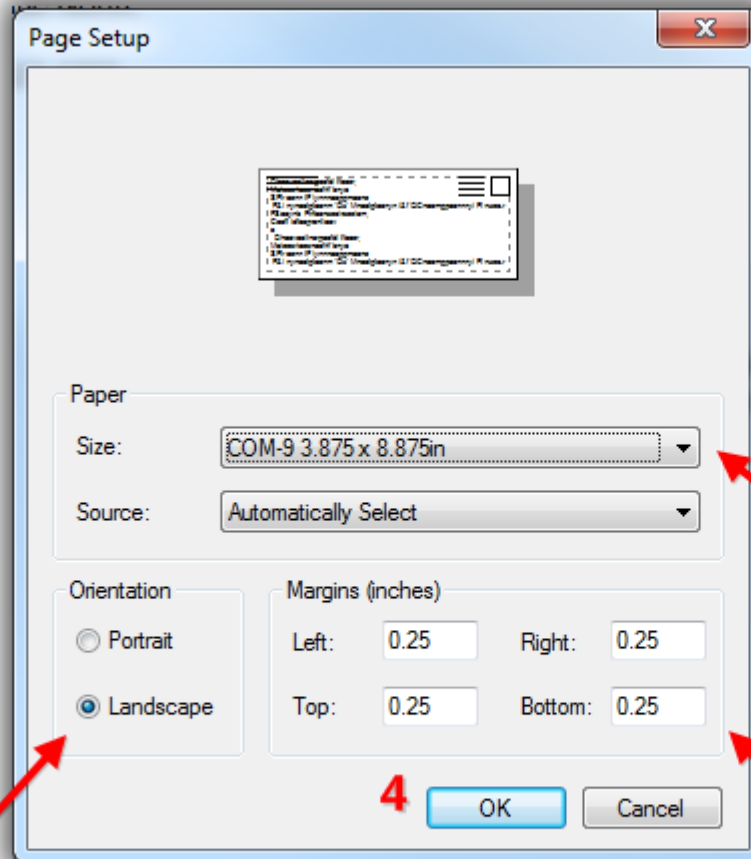 Page Setup
Paper
Size: COM-9 3.875 x 8.875in
Source: Automatically Select
Orientation Margins (inches)
Portrait Left: 0.25 Right: 0.25
Landscape Top: 0.25 Bottom: 0.25
4 OK Cancel